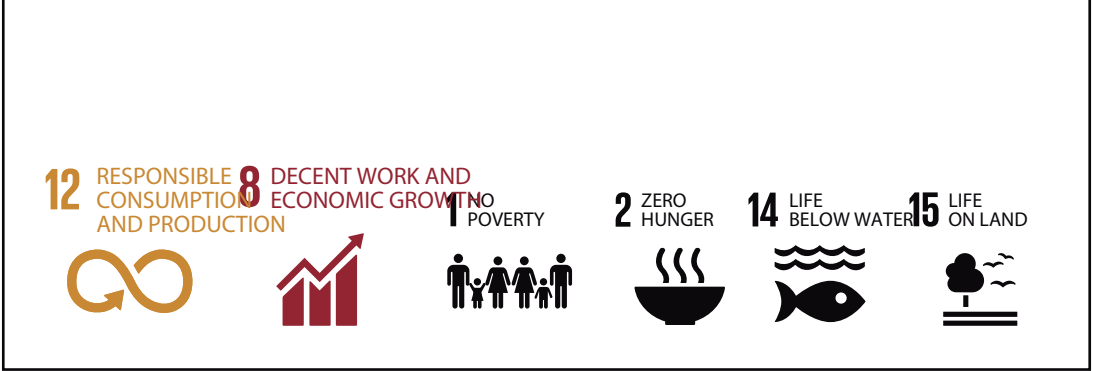 12 RESPONSIBLE
CONSUMPTION
AND PRODUCTION
8 DECENT WORK AND
ECONOMIC GROWTH
1 NO
POVERTY
2 ZERO
HUNGER
14 LIFE
BELOW WATER
15 LIFE
ON LAND